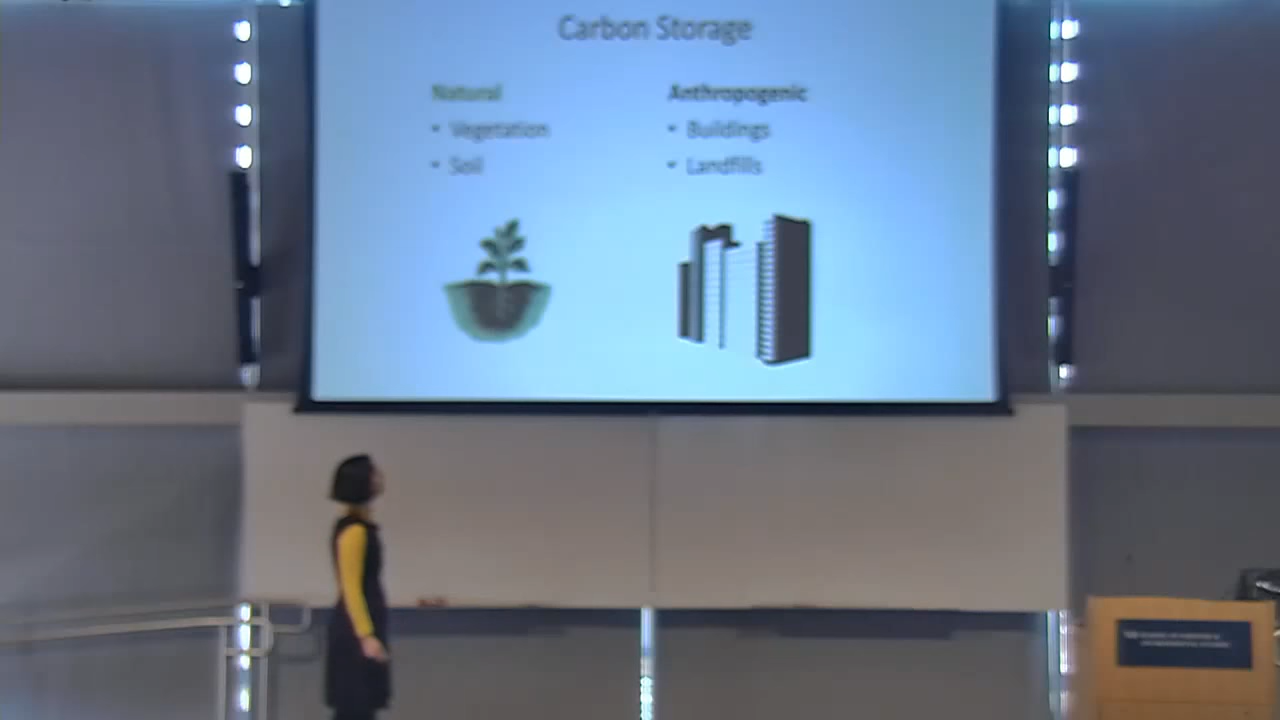 Carbon Storage
Natural
• Vegetation
• Soil
Anthropogenic
• Buildings
• Landfills